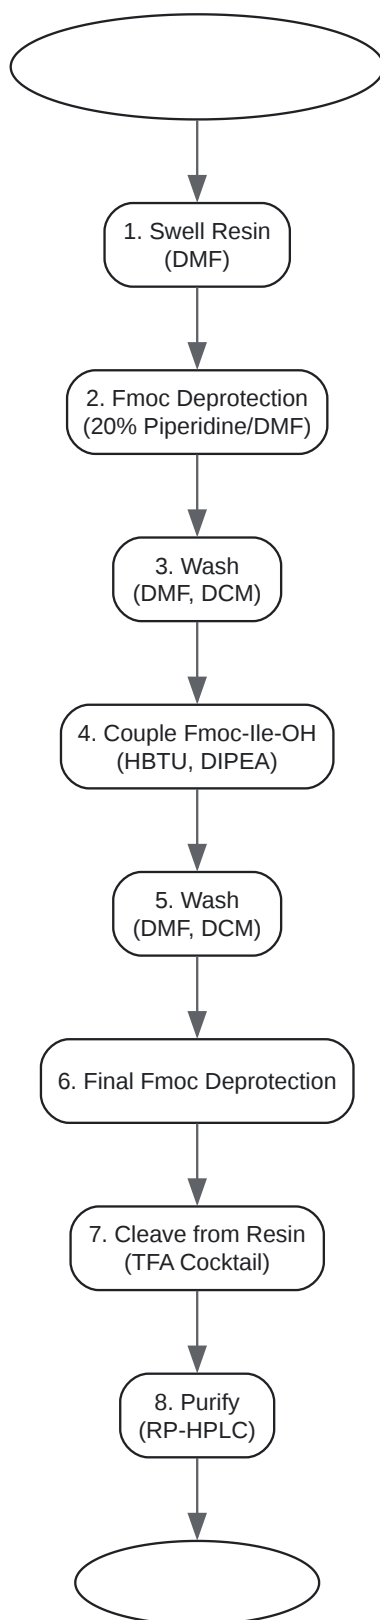 1. Swell Resin
(DMF)
2. Fmoc Deprotection
(20% Piperidine/DMF)
3. Wash
(DMF, DCM)
4. Couple Fmoc-Ile-OH
(HBTU, DIPEA)
5. Wash
(DMF, DCM)
6. Final Fmoc Deprotection
7. Cleave from Resin
(TFA Cocktail)
8. Purify
(RP-HPLC)